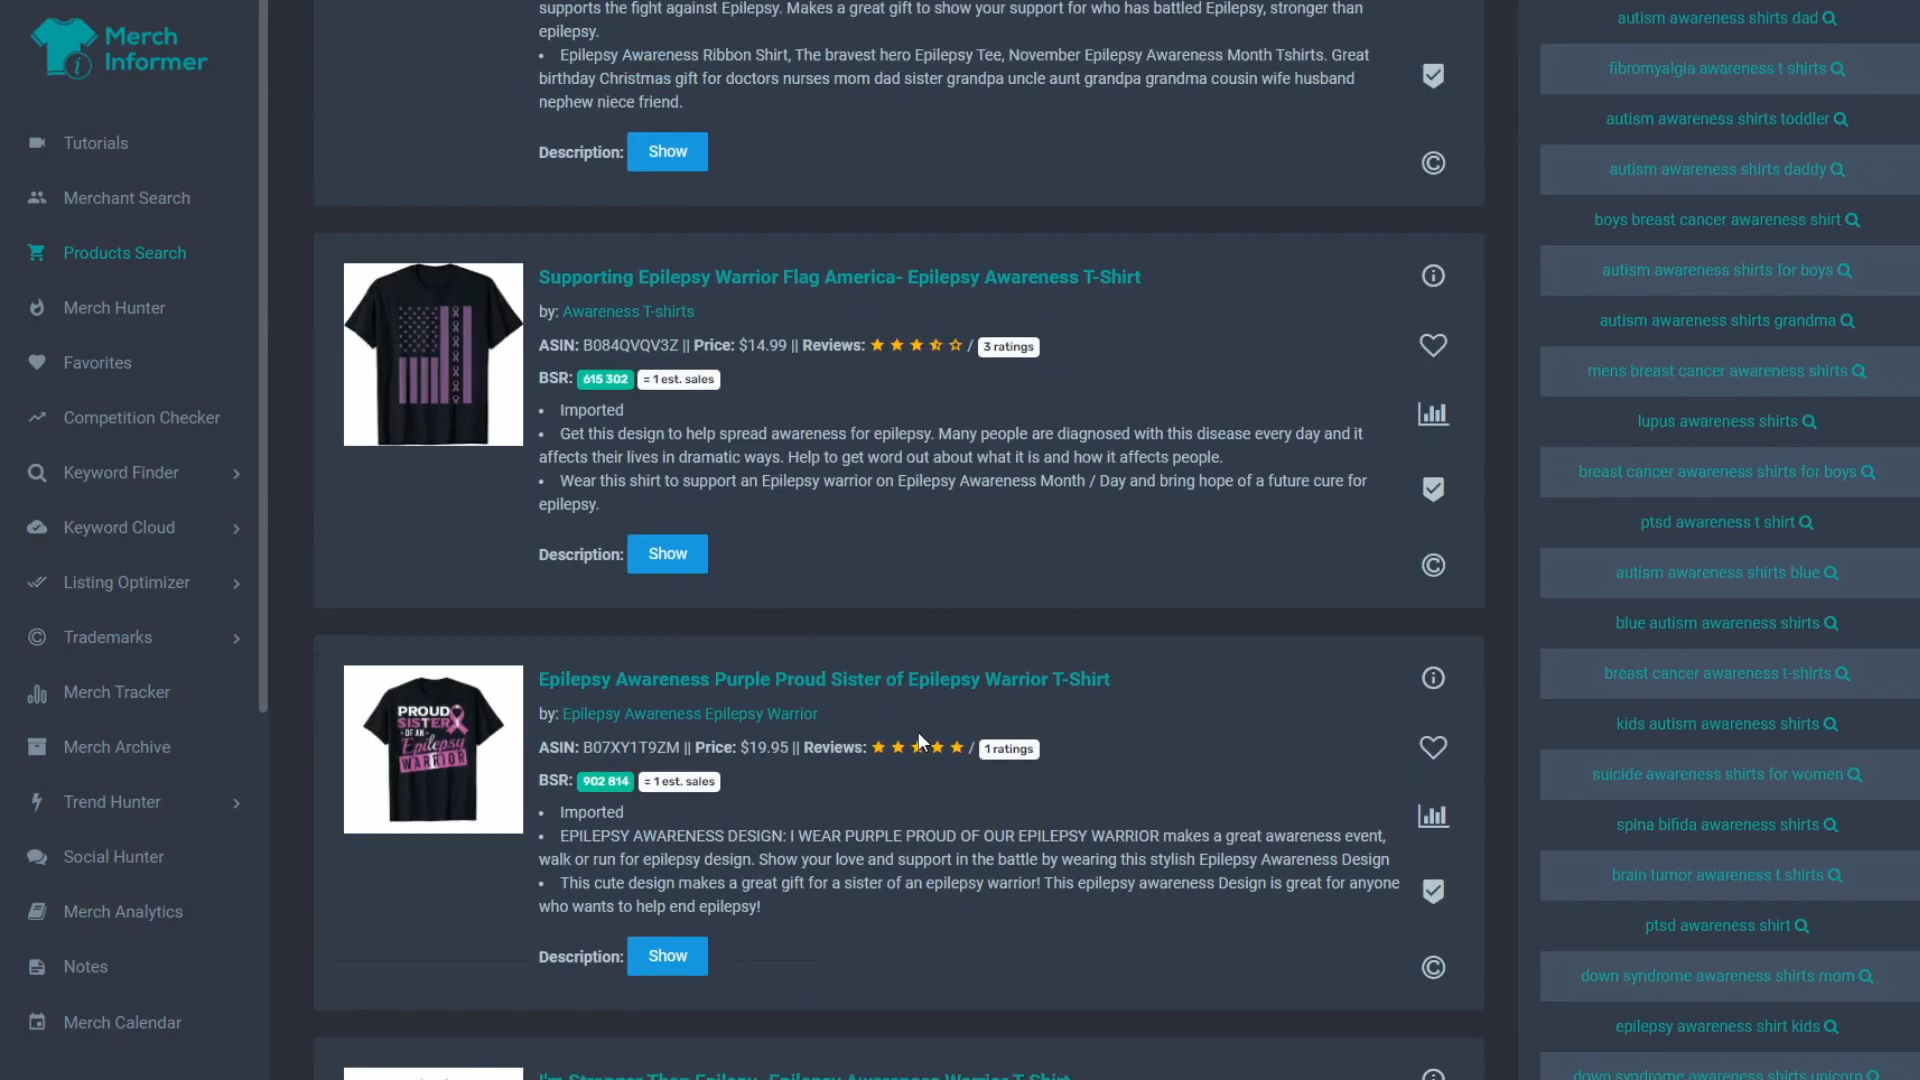 Merch
Informer
Tutorials
Merchant Search
Products Search
Merch Hunter
Favorites
Competition Checker
Keyword Finder
Keyword Cloud
Listing Optimizer
Trademarks
Merch Tracker
Merch Archive
Trend Hunter
Social Hunter
Merch Analytics
Notes
Merch Calendar
supports the fight against Epilepsy. Makes a great gift to show your support for who has battled Epilepsy, stronger than
epilepsy.
• Epilepsy Awareness Ribbon Shirt, The bravest hero Epilepsy Tee, November Epilepsy Awareness Month Tshirts. Great
birthday Christmas gift for doctors nurses mom dad sister grandpa uncle aunt grandpa grandma cousin wife husband
nephew niece friend.
Description: Show
Supporting Epilepsy Warrior Flag America- Epilepsy Awareness T-Shirt
by: Awareness T-shirts
ASIN: B084QVQV3Z || Price: $14.99 || Reviews: / 3 ratings
BSR: 615 302 = 1 est. sales
• Imported
• Get this design to help spread awareness for epilepsy. Many people are diagnosed with this disease every day and it
affects their lives in dramatic ways. Help to get word out about what it is and how it affects people.
• Wear this shirt to support an Epilepsy warrior on Epilepsy Awareness Month / Day and bring hope of a future cure for
epilepsy.
Description: Show
PROUD
SISTER
- OF AN -
Epilepsy
WARRIOR
Epilepsy Awareness Purple Proud Sister of Epilepsy Warrior T-Shirt
by: Epilepsy Awareness Epilepsy Warrior
ASIN: B07XY1T9ZM || Price: $19.95 || Reviews: / 1 ratings
BSR: 902 814 = 1 est. sales
• Imported
• EPILEPSY AWARENESS DESIGN: I WEAR PURPLE PROUD OF OUR EPILEPSY WARRIOR makes a great awareness event,
walk or run for epilepsy design. Show your love and support in the battle by wearing this stylish Epilepsy Awareness Design
• This cute design makes a great gift for a sister of an epilepsy warrior! This epilepsy awareness Design is great for anyone
who wants to help end epilepsy!
Description: Show
I'm Stronger Than Epilepsy- Epilepsy Awareness Warrior T-Shirt
autism awareness shirts dad
fibromyalgia awareness t shirts
autism awareness shirts toddler
autism awareness shirts daddy
boys breast cancer awareness shirt
autism awareness shirts for boys
autism awareness shirts grandma
mens breast cancer awareness shirts
lupus awareness shirts
breast cancer awareness shirts for boys
ptsd awareness t shirt
autism awareness shirts blue
blue autism awareness shirts
breast cancer awareness t-shirts
kids autism awareness shirts
suicide awareness shirts for women
spina bifida awareness shirts
brain tumor awareness t shirts
ptsd awareness shirt
down syndrome awareness shirts mom
epilepsy awareness shirt kids
down syndrome awareness shirts unicorn